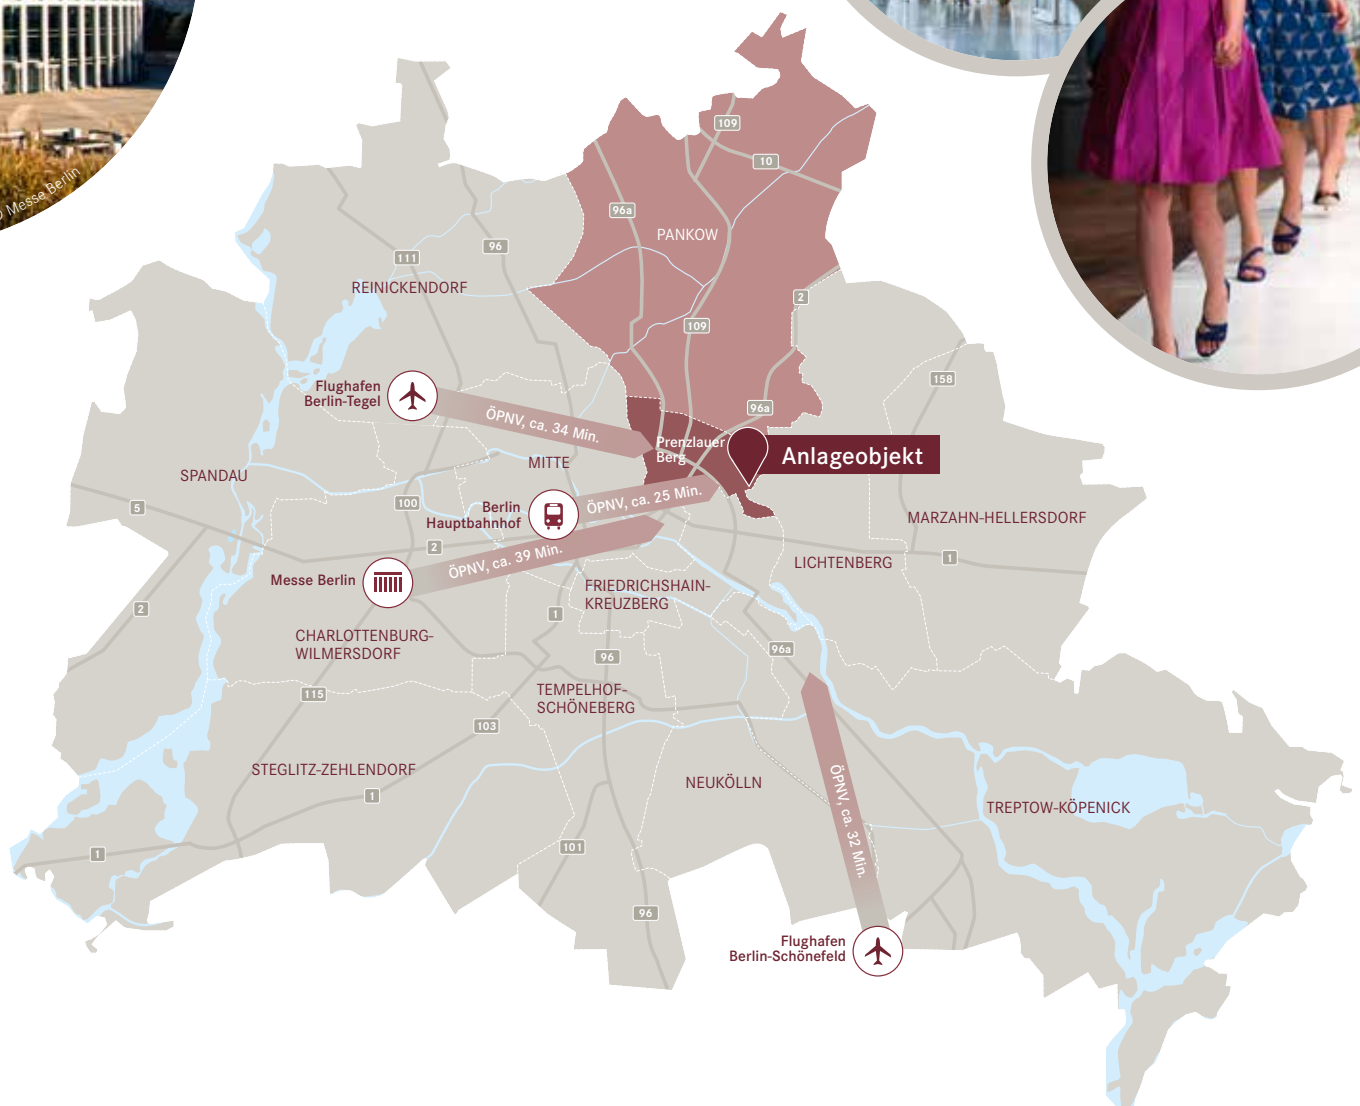 © Messe Berlin
109
10
96a
PANKOW
96
111
REINICKENDORF
2
109
158
Flughafen
Berlin-Tegel
ÖPNV, ca. 34 Min.
96a
Prenzlauer
Berg
Anlageobjekt
MITTE
SPANDAU
5
100
Berlin
Hauptbahnhof
ÖPNV, ca. 25 Min.
MARZAHN-HELLERSDORF
2
1
LICHTENBERG
Messe Berlin
ÖPNV, ca. 39 Min.
FRIEDRICHSHAIN-
KREUZBERG
2
1
CHARLOTTENBURG-
WILMERSDORF
96
96a
115
TEMPELHOF-
SCHÖNEBERG
103
STEGLITZ-ZEHLENDORF
1
NEUKÖLLN
ÖPNV, ca. 32 Min.
TREPTOW-KÖPENICK
1
101
96
Flughafen
Berlin-Schönefeld